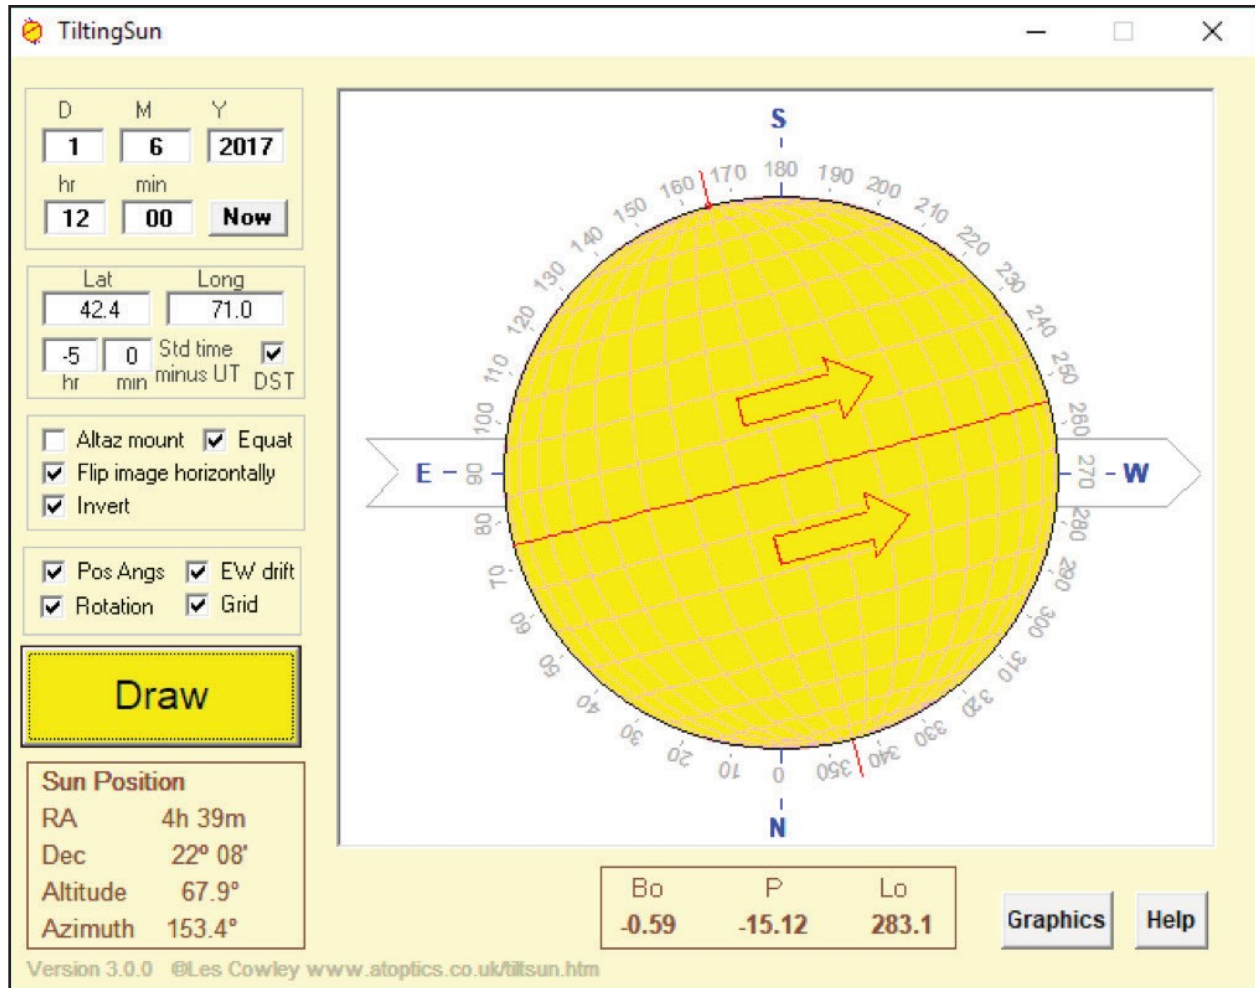 TiltingSun
D M Y
1 6 2017
hr min
12 00 Now
Lat Long
42.4 71.0
-5 0 Std time
hr min minus UT DST
Altaz mount Equat
Flip image horizontally
Invert
Pos Angs EW drift
Rotation Grid
Draw
Sun Position
RA 4h 39m
Dec 22º 08'
Altitude 67.9º
Azimuth 153.4º
S
180
170 190
160 200
150 210
140 220
130 230
120 240
110 250
100 260
E 90 270 W
80 280
70 290
60 300
50 310
40 320
30 330
20 340
10 350
0
N
Bo P Lo
-0.59 -15.12 283.1
Graphics Help
Version 3.0.0 ©Les Cowley www.atoptics.co.uk/tiltsun.htm